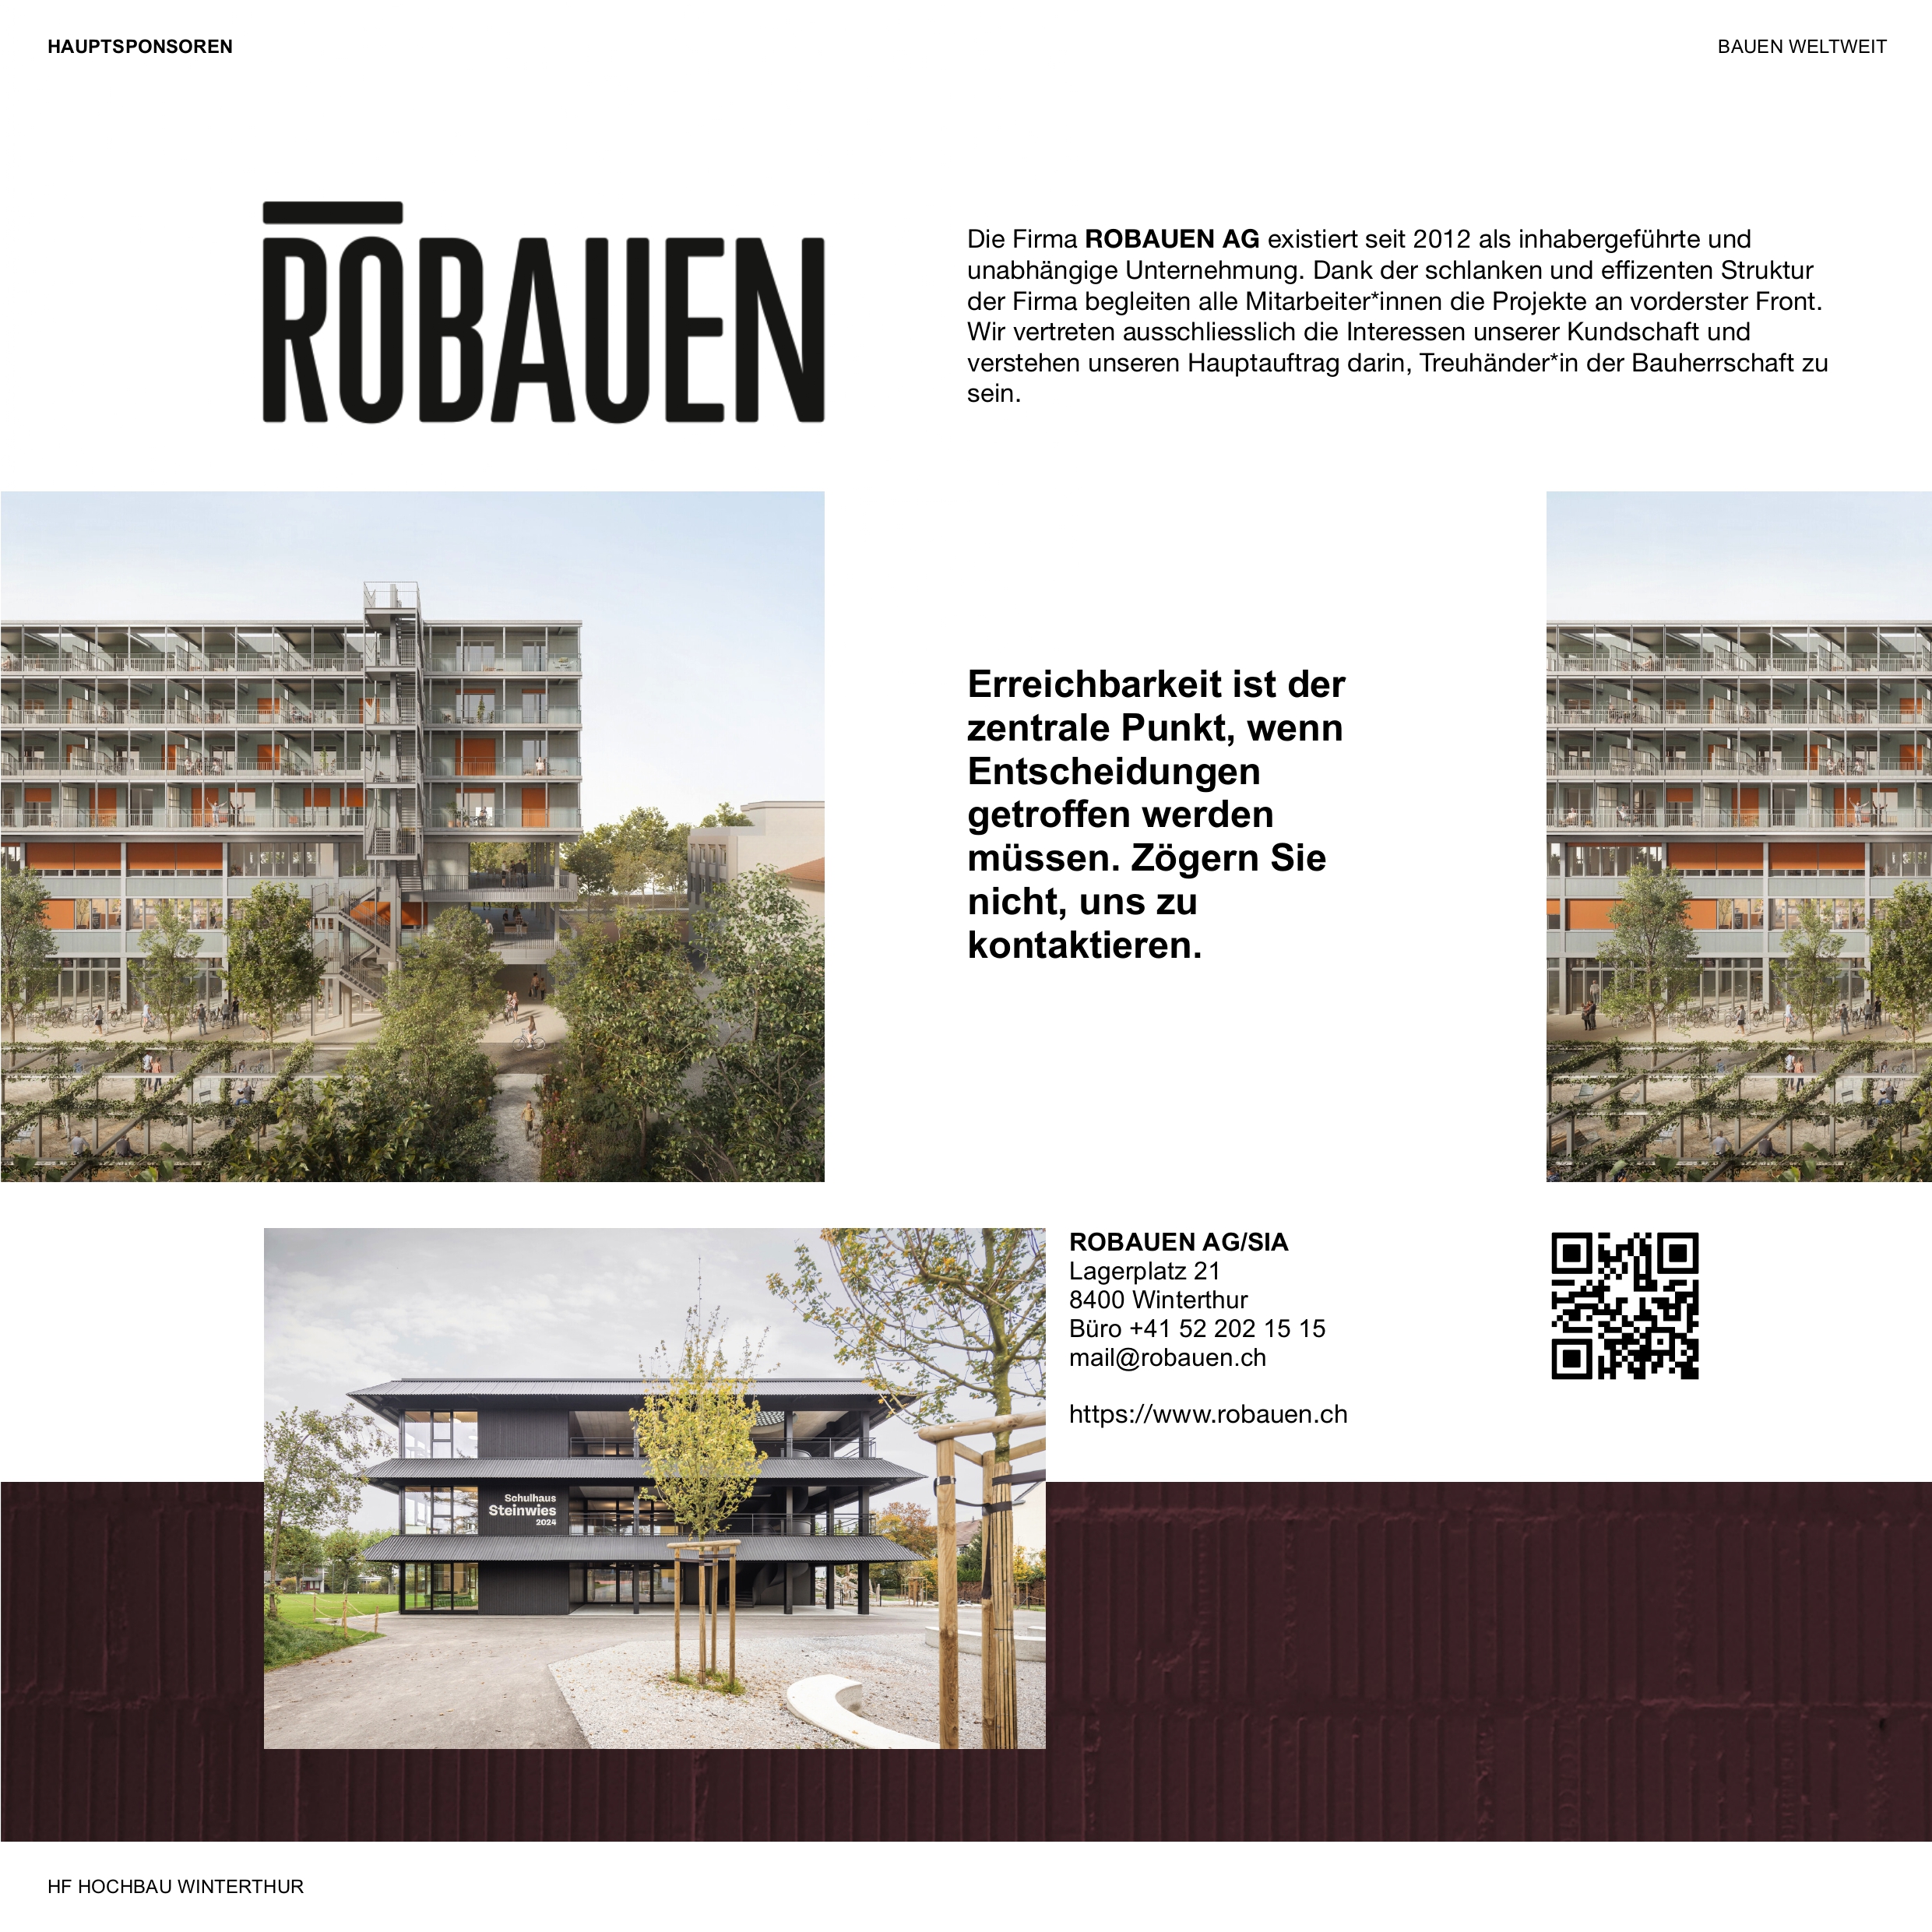 HAUPTSPONSOREN
BAUEN WELTWEIT
ROBAUEN
Die Firma ROBAUEN AG existiert seit 2012 als inhabergeführte und
unabhängige Unternehmung. Dank der schlanken und effizenten Struktur
der Firma begleiten alle Mitarbeiter*innen die Projekte an vorderster Front.
Wir vertreten ausschliesslich die Interessen unserer Kundschaft und
verstehen unseren Hauptauftrag darin, Treuhänder*in der Bauherrschaft zu
sein.
Erreichbarkeit ist der
zentrale Punkt, wenn
Entscheidungen
getroffen werden
müssen. Zögern Sie
nicht, uns zu
kontaktieren.
ROBAUEN AG/SIA
Lagerplatz 21
8400 Winterthur
Büro +41 52 202 15 15
mail@robauen.ch
https://www.robauen.ch
Schulhaus
Steinwies
2024
HF HOCHBAU WINTERTHUR